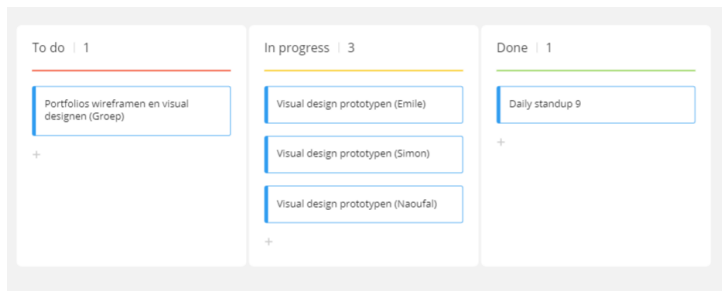 To do | 1
Portfolios wireframen en visual
designen (Groep)
+
In progress | 3
Visual design prototypen (Emile)
Visual design prototypen (Simon)
Visual design prototypen (Naoufal)
+
Done | 1
Daily standup 9
+